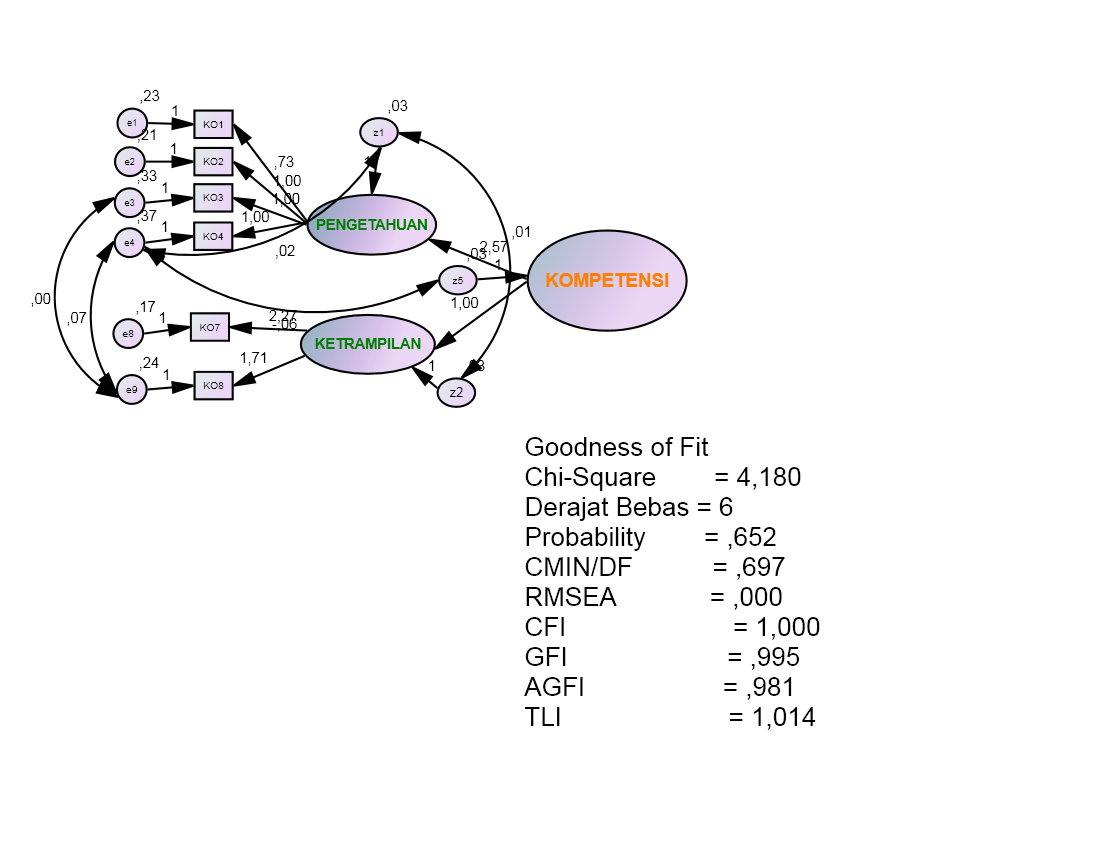 ,23
e1
1
KO1
,21
e2
1
KO2
,33
e3
1
KO3
,37
e4
1
KO4
,73
1,00
1,00
1,00
,03
z1
1
PENGETAHUAN
,02
,01
2,57
,03
z5
1
KOMPETENSI
1,00
,00
,07
,17
e8
1
KO7
2,27
-,06
KETRAMPILAN
,24
e9
1
KO8
1,71
1
z2
Goodness of Fit
Chi-Square = 4,180
Derajat Bebas = 6
Probability = ,652
CMIN/DF = ,697
RMSEA = ,000
CFI = 1,000
GFI = ,995
AGFI = ,981
TLI = 1,014